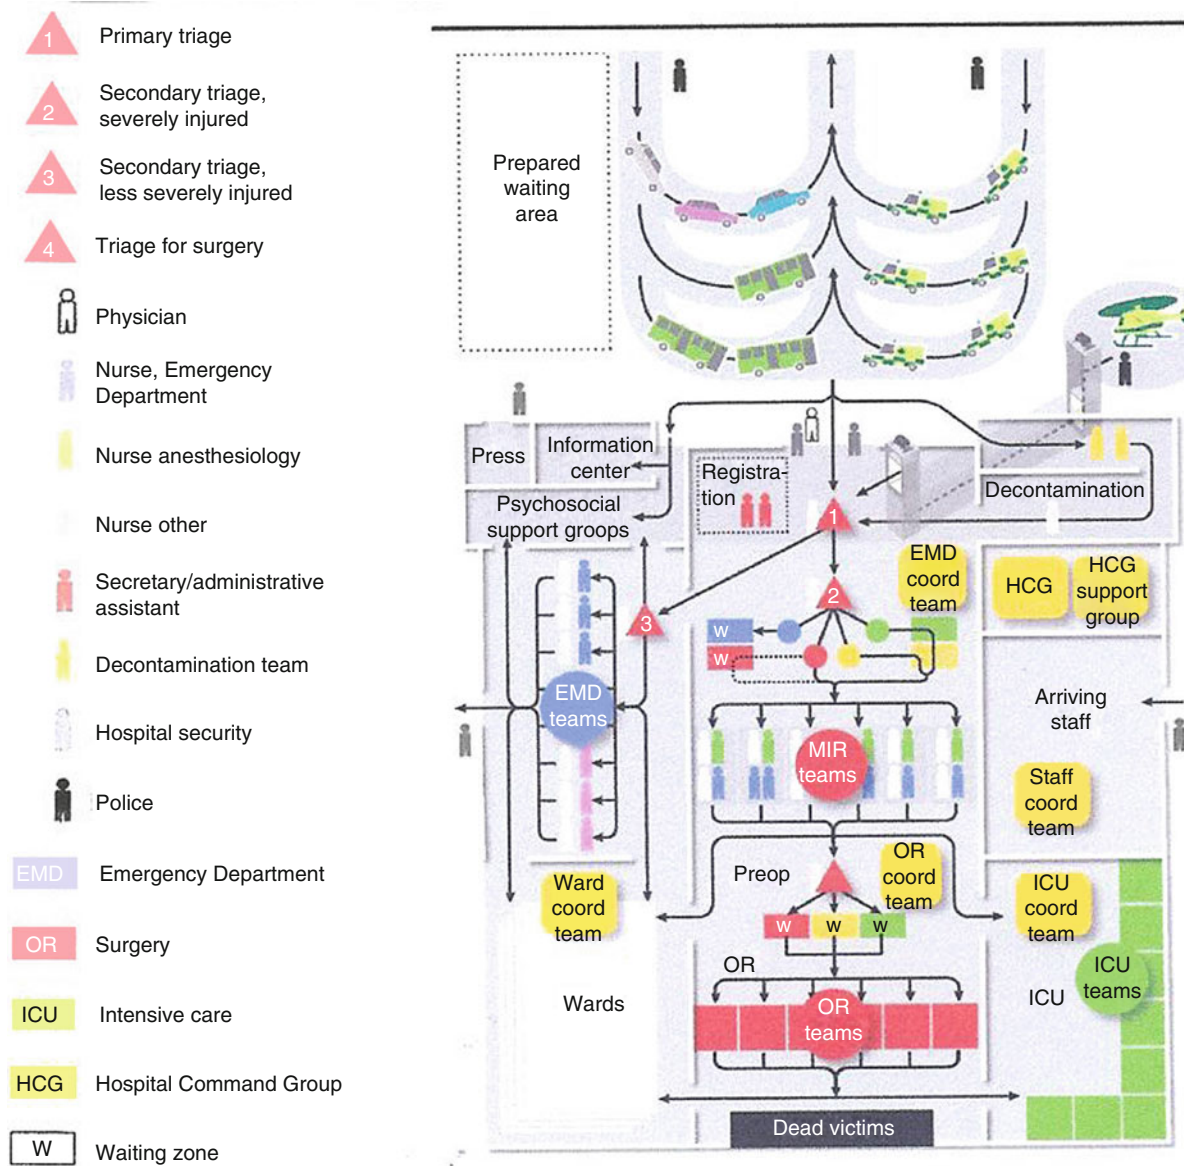 1
Primary triage
2
Secondary triage,
severely injured
3
Secondary triage,
less severely injured
4
Triage for surgery
Physician
Nurse, Emergency
Department
Nurse anesthesiology
Nurse other
Secretary/administrative
assistant
Decontamination team
Hospital security
Police
EMD
Emergency Department
OR
Surgery
ICU
Intensive care
HCG
Hospital Command Group
W
Waiting zone
Prepared
waiting
area
Press
Information
center
Psychosocial
support groops
Registra-
tion
Decontamination
1
2
3
EMD
coord
team
HCG
HCG
support
group
W
W
EMD
teams
MIR
teams
Arriving
staff
Staff
coord
team
Preop
OR
coord
team
Ward
coord
team
ICU
coord
team
W
W
W
OR
OR
teams
Wards
ICU
ICU
teams
Dead victims